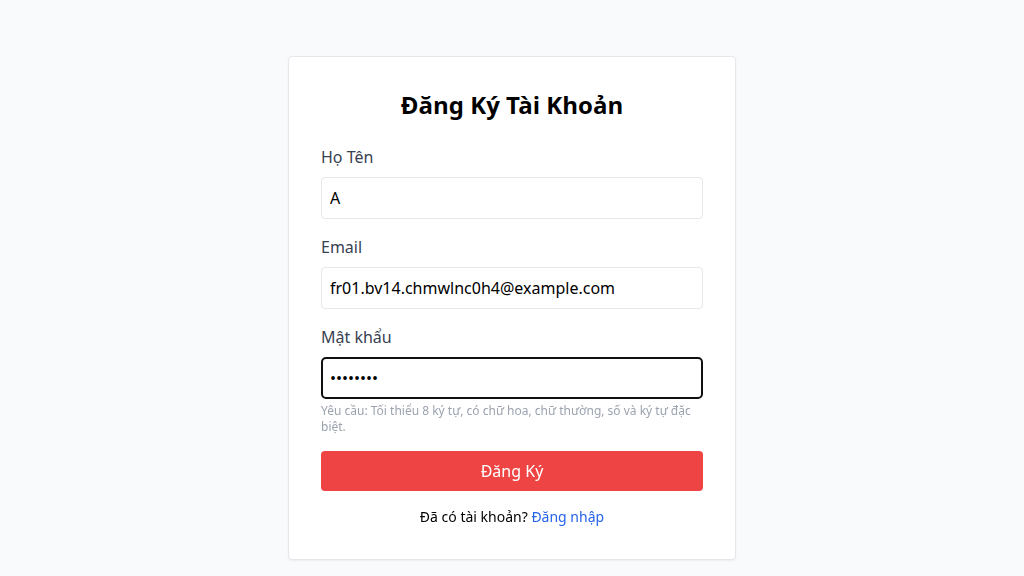 Đăng Ký Tài Khoản
Họ Tên
A
Email
fr01.bv14.chmwlnc0h4@example.com
Mật khẩu
••••••••
Yêu cầu: Tối thiểu 8 ký tự, có chữ hoa, chữ thường, số và ký tự đặc
biệt.
Đăng Ký
Đã có tài khoản? Đăng nhập